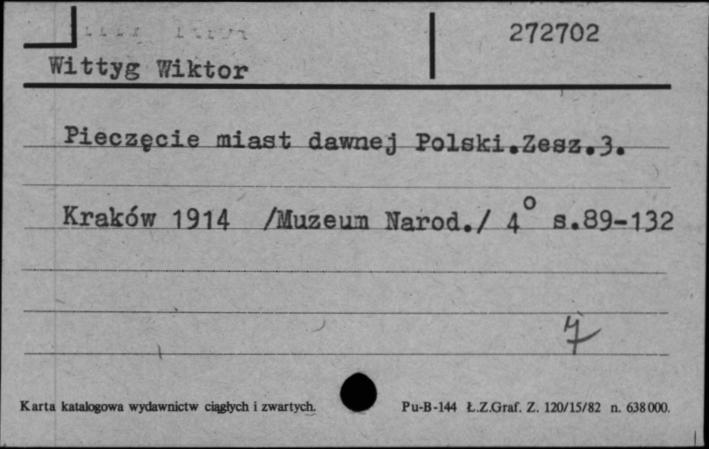 272702
Wittyg Wiktor
Pieczęcie miast dawnej Polski.Zesz.3.
Kraków 1914 /Muzeum Narod./ 4° s.89-132
Karta katalogowa wydawnictw ciągłych i zwartych. Pu-B-144 Ł.Z.Graf. Z. 120/15/82 n. 638000.